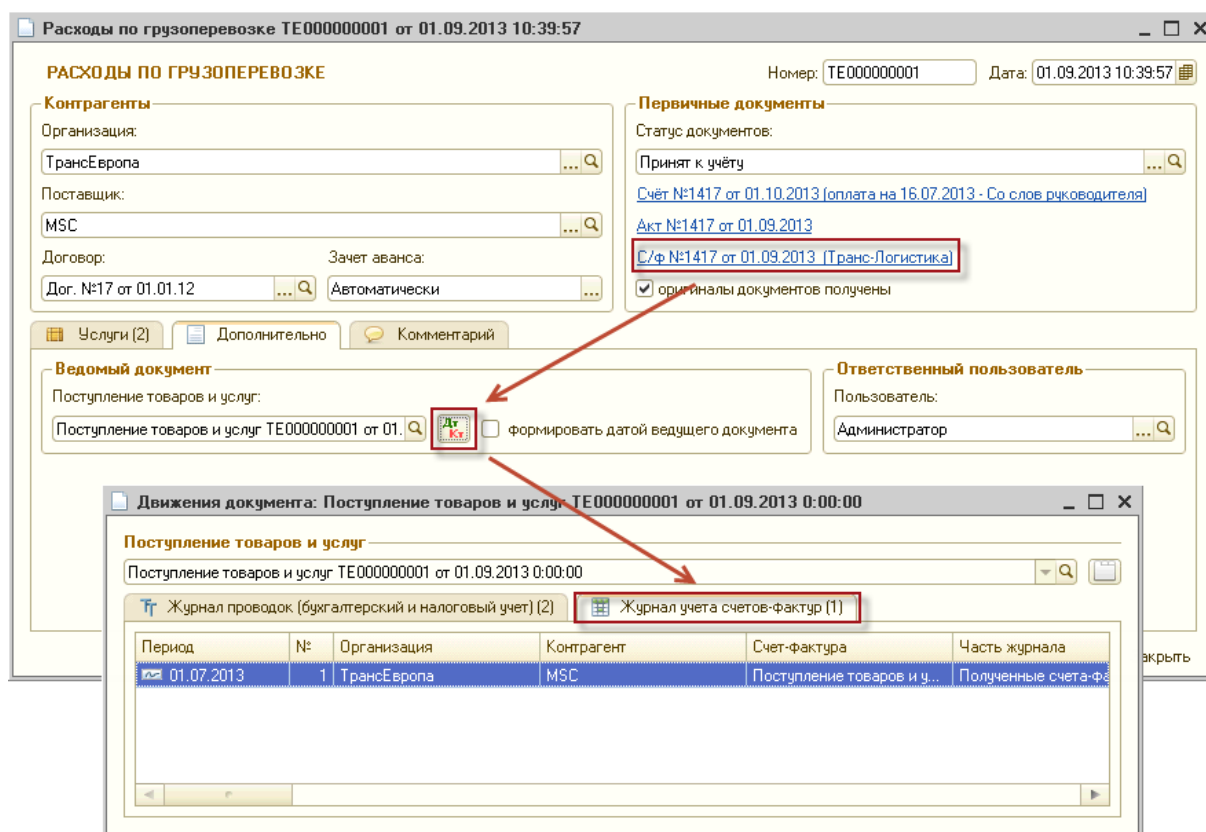 Расходы по грузоперевозке ТЕ000000001 от 01.09.2013 10:39:57
РАСХОДЫ ПО ГРУЗОПЕРЕВОЗКЕ
Номер: ТЕ000000001 Дата: 01.09.2013 10:39:57
Контрагенты
Первичные документы
Организация:
Статус документов:
ТрансЕвропа ...
Принят к учёту ...
Поставщик:
Счёт №1417 от 01.10.2013 (оплата на 16.07.2013 - Со слов руководителя)
MSC ...
Акт №1417 от 01.09.2013
Договор: Зачет аванса:
С/ф №1417 от 01.09.2013 (Транс-Логистика)
Дог. №17 от 01.01.12 ... Автоматически ...
оригиналы документов получены
Услуги (2) Дополнительно Комментарий
Ведомый документ
Ответственный пользователь
Поступление товаров и услуг:
Пользователь:
Поступление товаров и услуг ТЕ000000001 от 01. Дт Кт формировать датой ведущего документа
Администратор ...
Движения документа: Поступление товаров и услуг ТЕ000000001 от 01.09.2013 0:00:00
Поступление товаров и услуг
Поступление товаров и услуг ТЕ000000001 от 01.09.2013 0:00:00
Журнал проводок (бухгалтерский и налоговый учет) (2) Журнал учета счетов-фактур (1)
Период № Организация Контрагент Счет-фактура Часть журнала
01.07.2013 1 ТрансЕвропа MSC Поступление товаров и у... Полученные счета-фа
акрыть